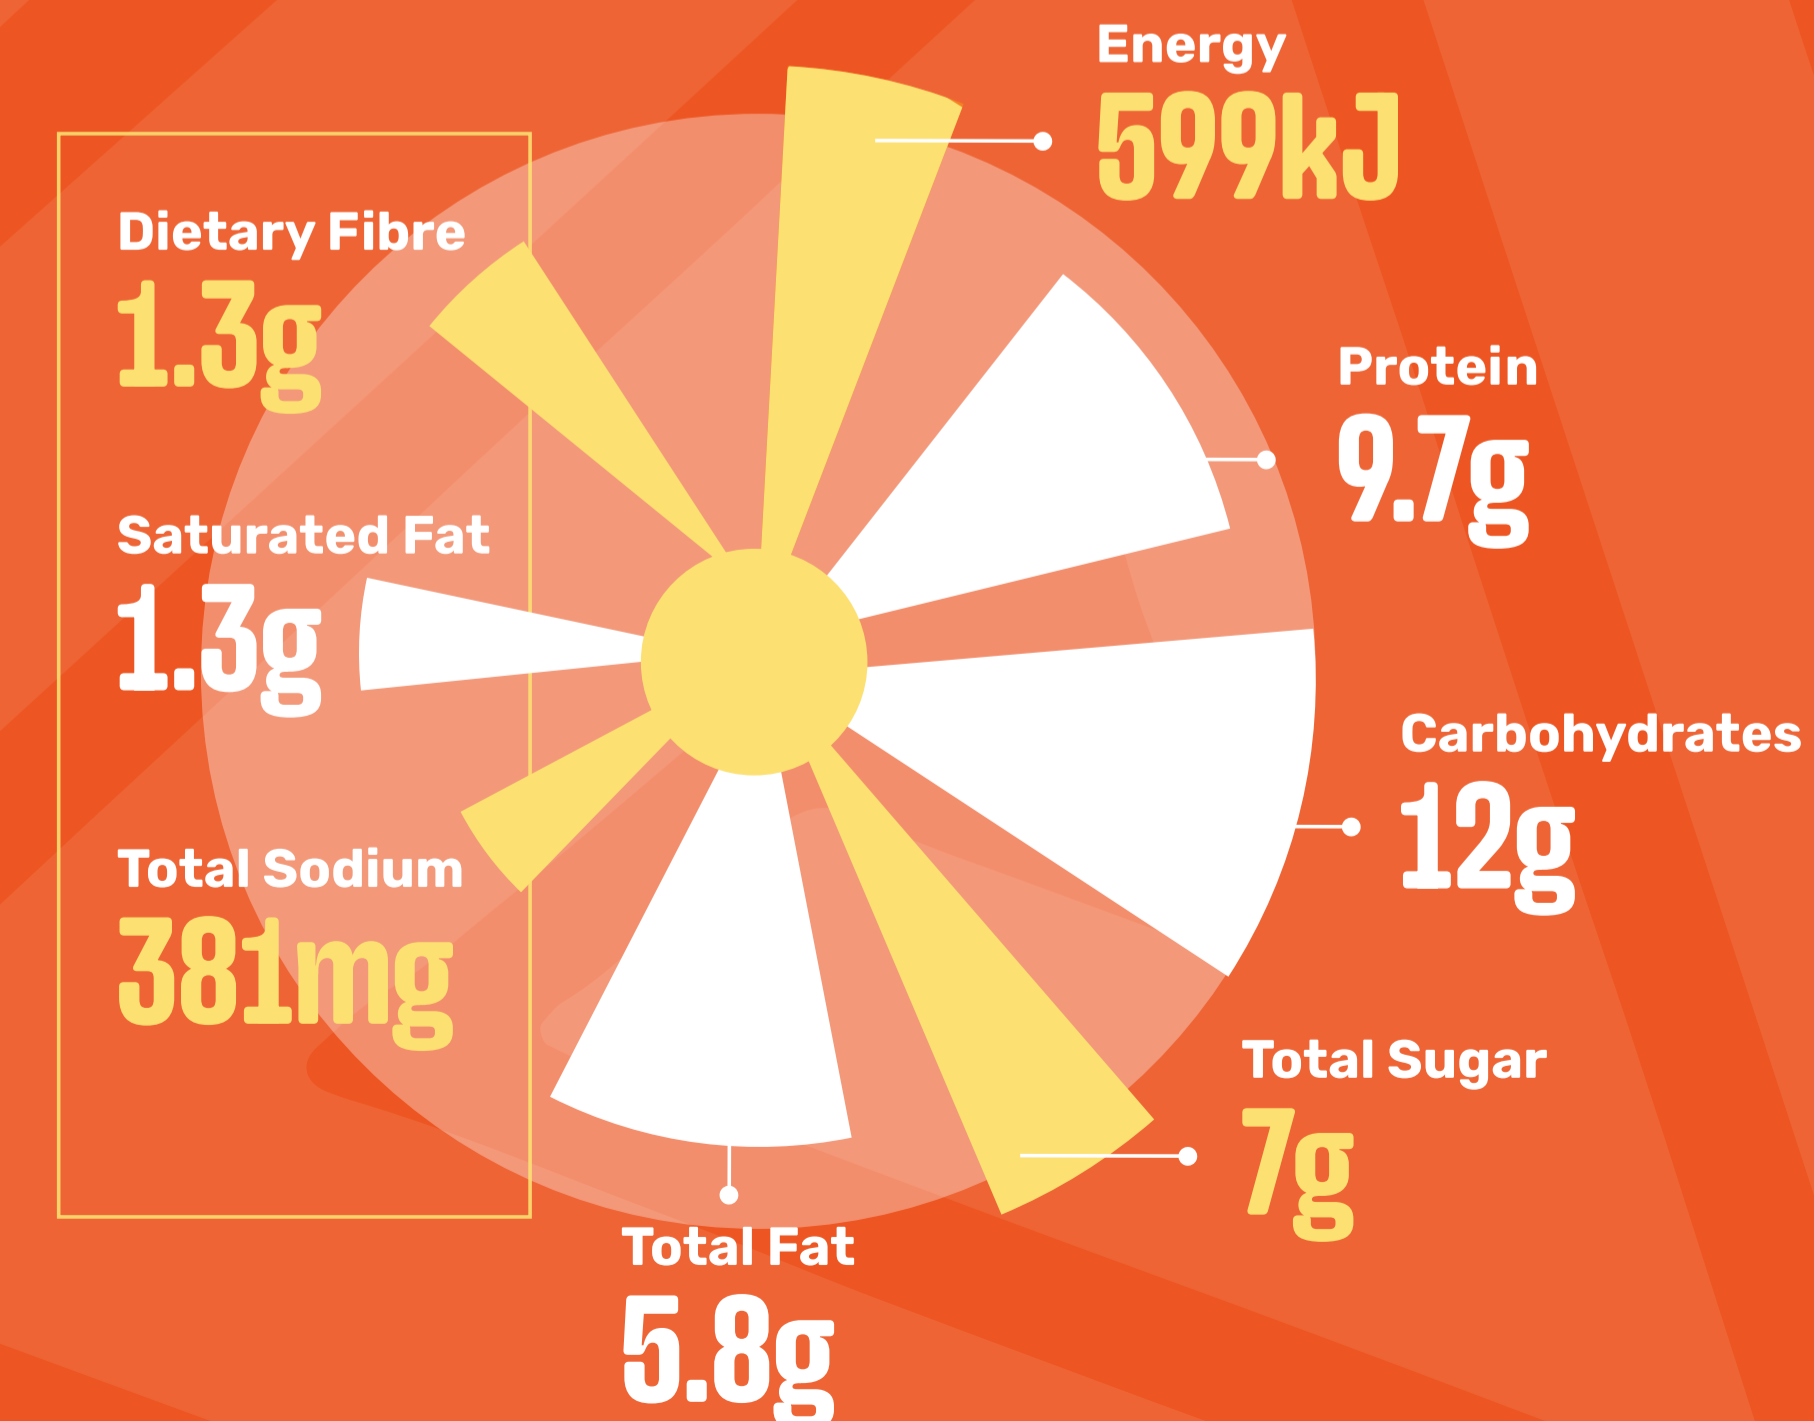 Energy
599kJ
Dietary Fibre
1.3g
Protein
9.7g
Saturated Fat
1.3g
Carbohydrates
12g
Total Sodium
381mg
Total Sugar
7g
Total Fat
5.8g